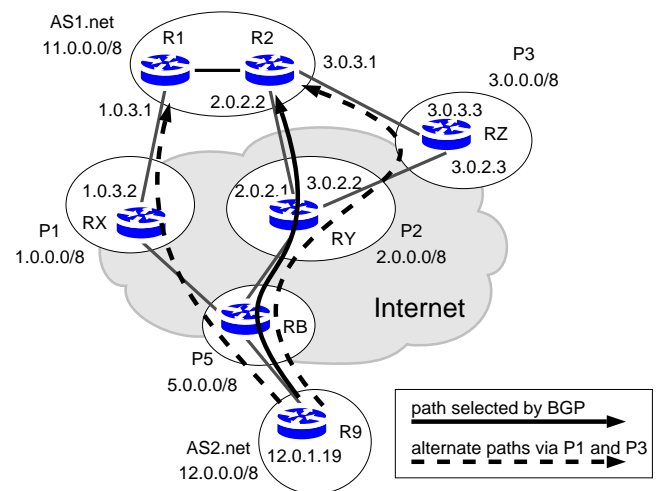 AS1.net
11.0.0.0/8
R1
R2
3.0.3.1
P3
3.0.0.0/8
1.0.3.1
2.0.2.2
3.0.3.3
RZ
3.0.2.3
1.0.3.2
2.0.2.1
3.0.2.2
RX
RY
P1
1.0.0.0/8
P2
2.0.0.0/8
Internet
RB
P5
5.0.0.0/8
R9
AS2.net
12.0.0.0/8
12.0.1.19
path selected by BGP
alternate paths via P1 and P3